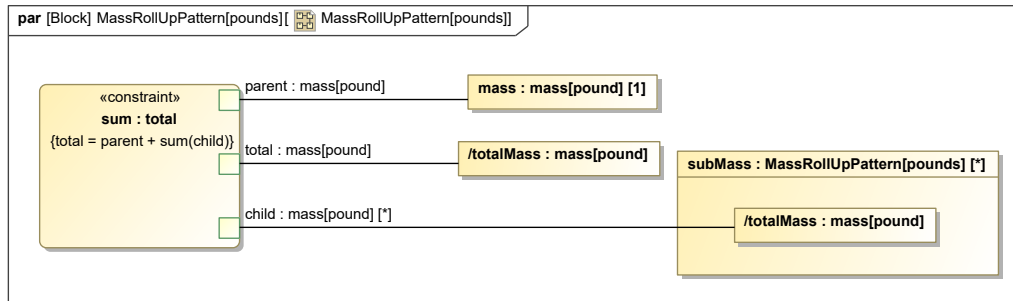 par [Block] MassRollUpPattern[pounds] [ MassRollUpPattern[pounds]]
«constraint»
sum : total
{total = parent + sum(child)}
parent : mass[pound]
mass : mass[pound] [1]
total : mass[pound]
/totalMass : mass[pound]
child : mass[pound] [*]
subMass : MassRollUpPattern[pounds] [*]
/totalMass : mass[pound]